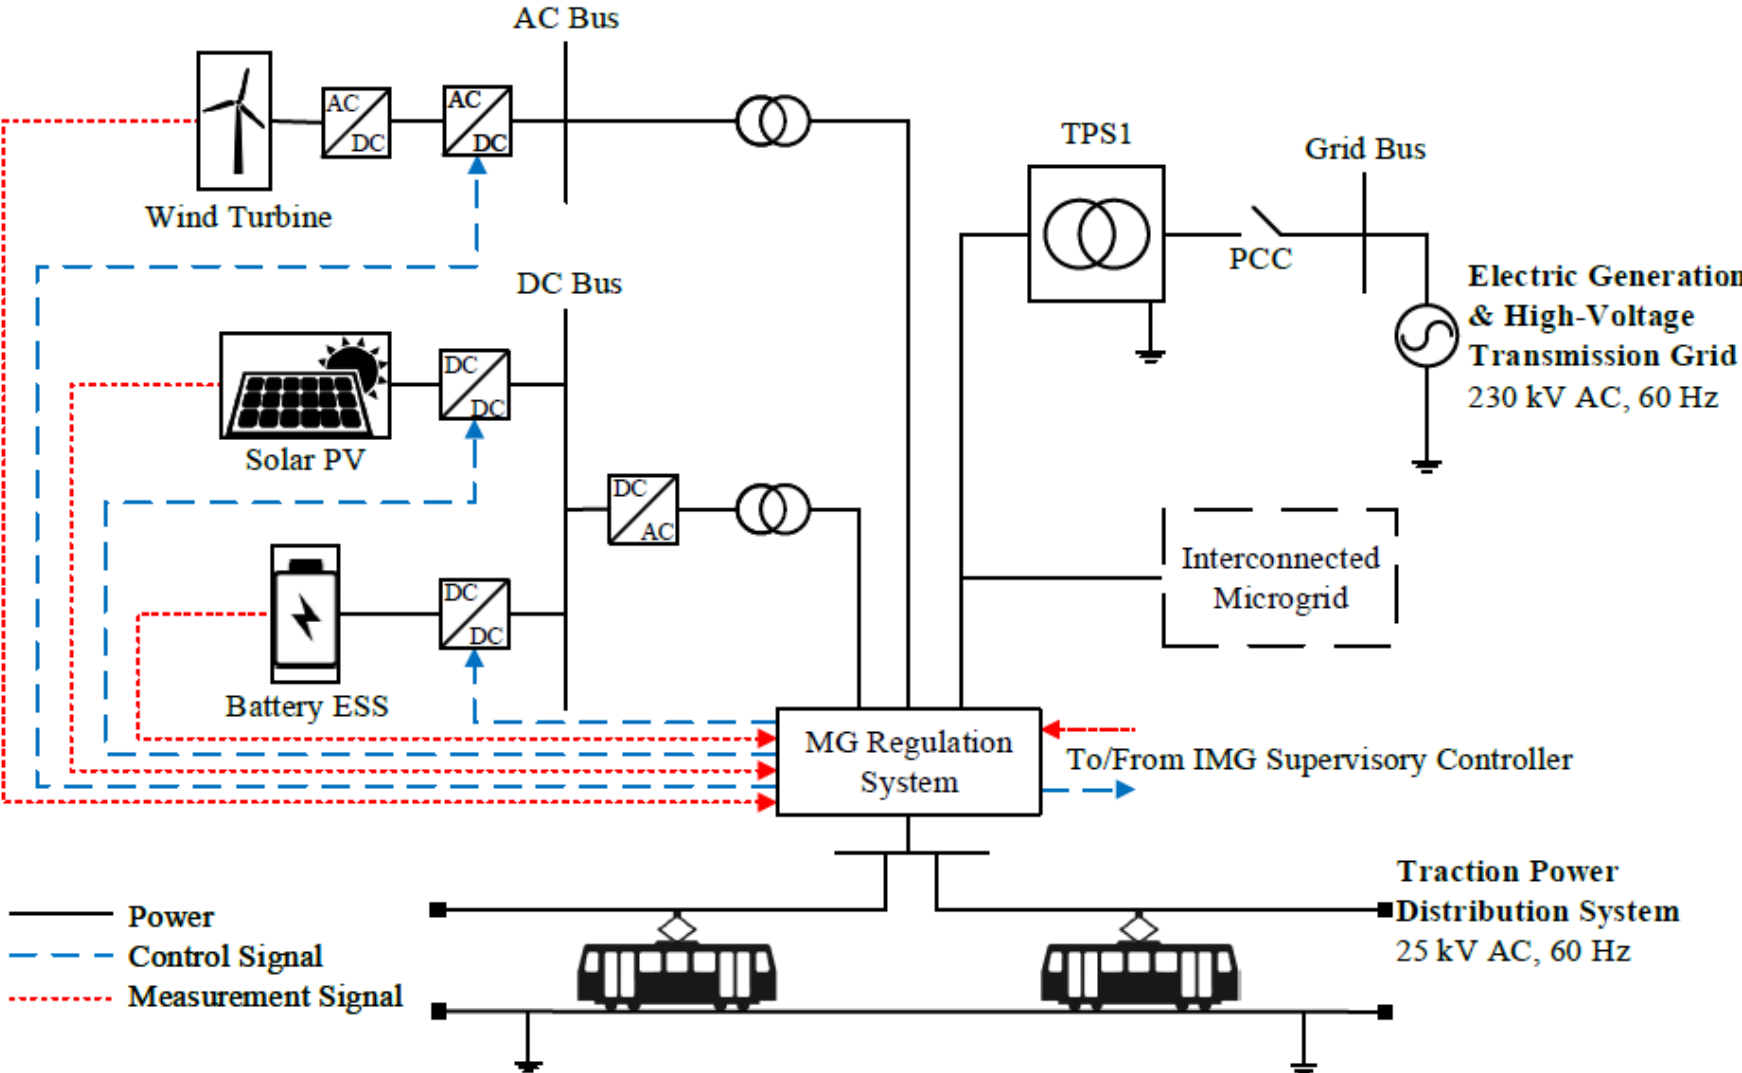 AC Bus
AC
DC
AC
DC
Wind Turbine
TPS1
Grid Bus
PCC
Electric Generation
& High-Voltage
Transmission Grid
230 kV AC, 60 Hz
DC Bus
DC
DC
Solar PV
DC
AC
DC
DC
Battery ESS
Interconnected
Microgrid
MG Regulation
System
To/From IMG Supervisory Controller
Traction Power
Distribution System
25 kV AC, 60 Hz
Power
Control Signal
Measurement Signal